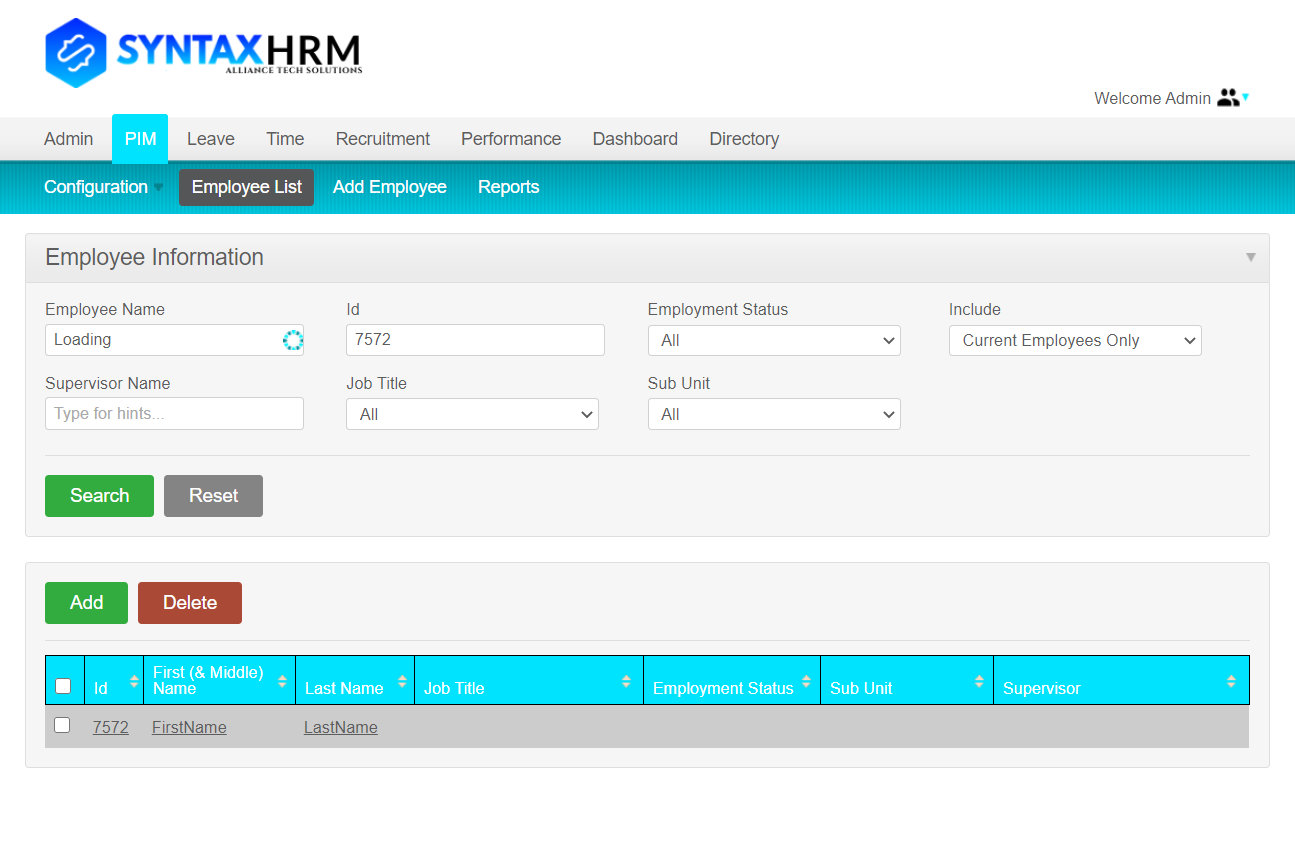 SYNTAXHRM
ALLIANCE TECH SOLUTIONS
Welcome Admin
Admin PIM Leave Time Recruitment Performance Dashboard Directory
Configuration Employee List Add Employee Reports
Employee Information
Employee Name Id Employment Status Include
Loading 7572 All Current Employees Only
Supervisor Name Job Title Sub Unit
Type for hints... All All
Search Reset
Add Delete
Id First (& Middle) Name Last Name Job Title Employment Status Sub Unit Supervisor
7572 FirstName LastName